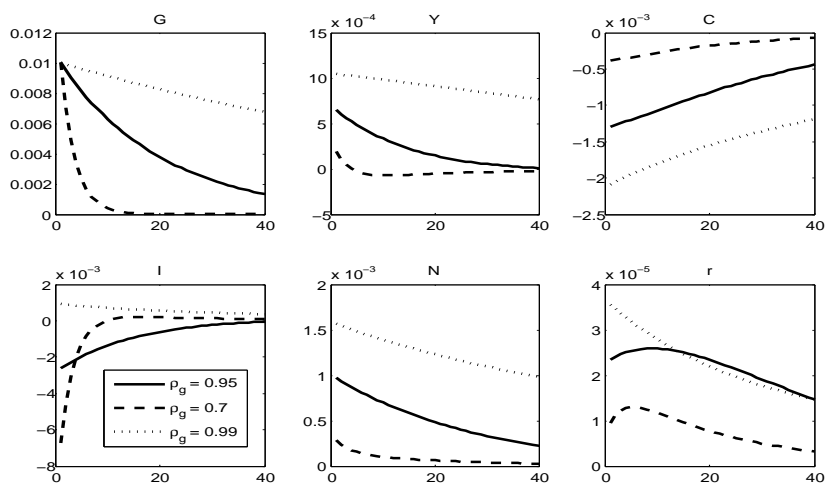 G
0.012
0.01
0.008
0.006
0.004
0.002
0
0 20 40
Y
x 10⁻⁴
15
10
5
0
−5
0 20 40
C
x 10⁻³
0
−0.5
−1
−1.5
−2
−2.5
0 20 40
I
x 10⁻³
2
0
−2
−4
−6
−8
0 20 40
ρg = 0.95
ρg = 0.7
ρg = 0.99
N
x 10⁻³
2
1.5
1
0.5
0
0 20 40
r
x 10⁻⁵
4
3
2
1
0
0 20 40